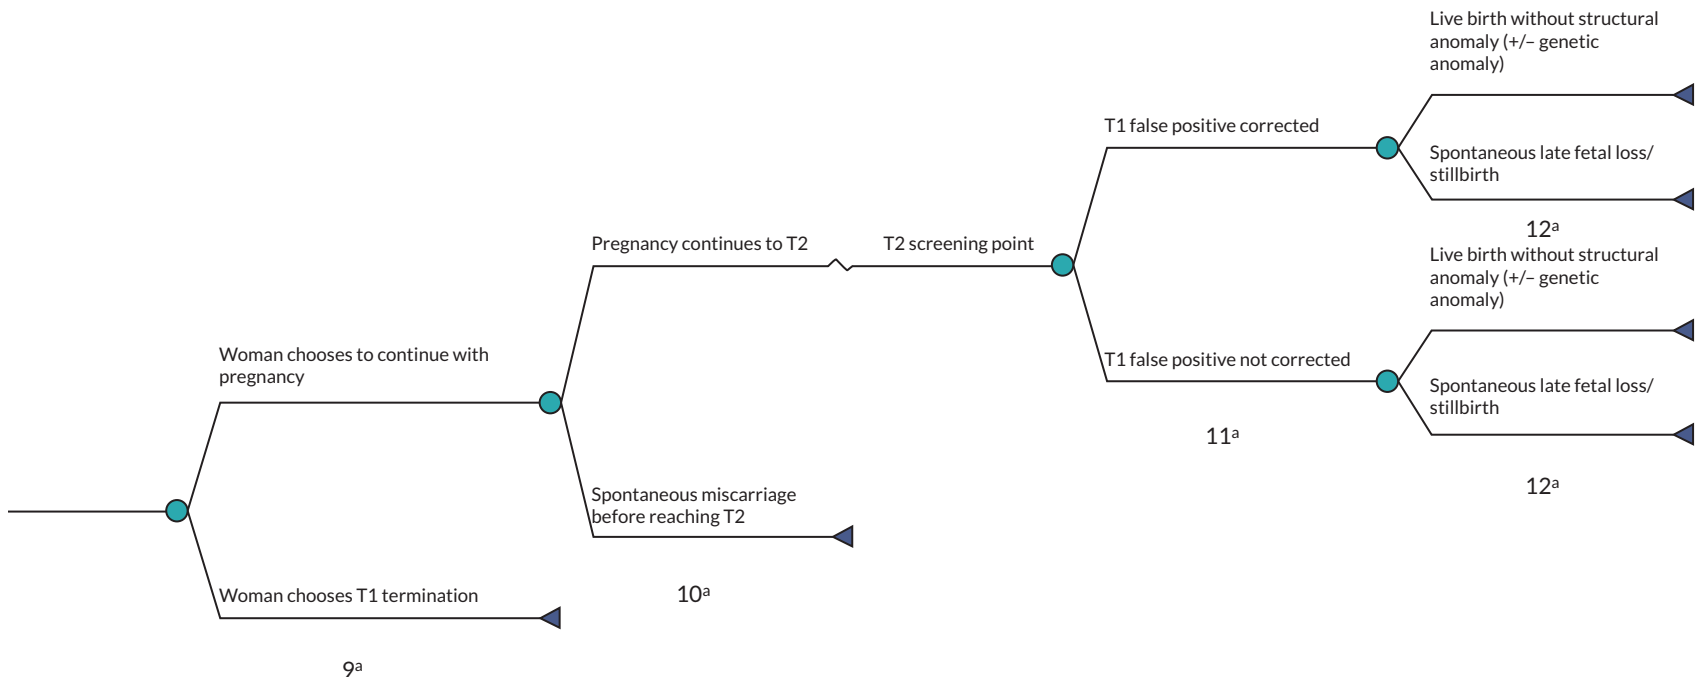 Live birth without structural
anomaly (+/– genetic
anomaly)
T1 false positive corrected
Spontaneous late fetal loss/
stillbirth
12a
Pregnancy continues to T2
T2 screening point
Live birth without structural
anomaly (+/– genetic
anomaly)
Woman chooses to continue with
pregnancy
T1 false positive not corrected
Spontaneous late fetal loss/
stillbirth
11a
12a
Spontaneous miscarriage
before reaching T2
10a
Woman chooses T1 termination
9a